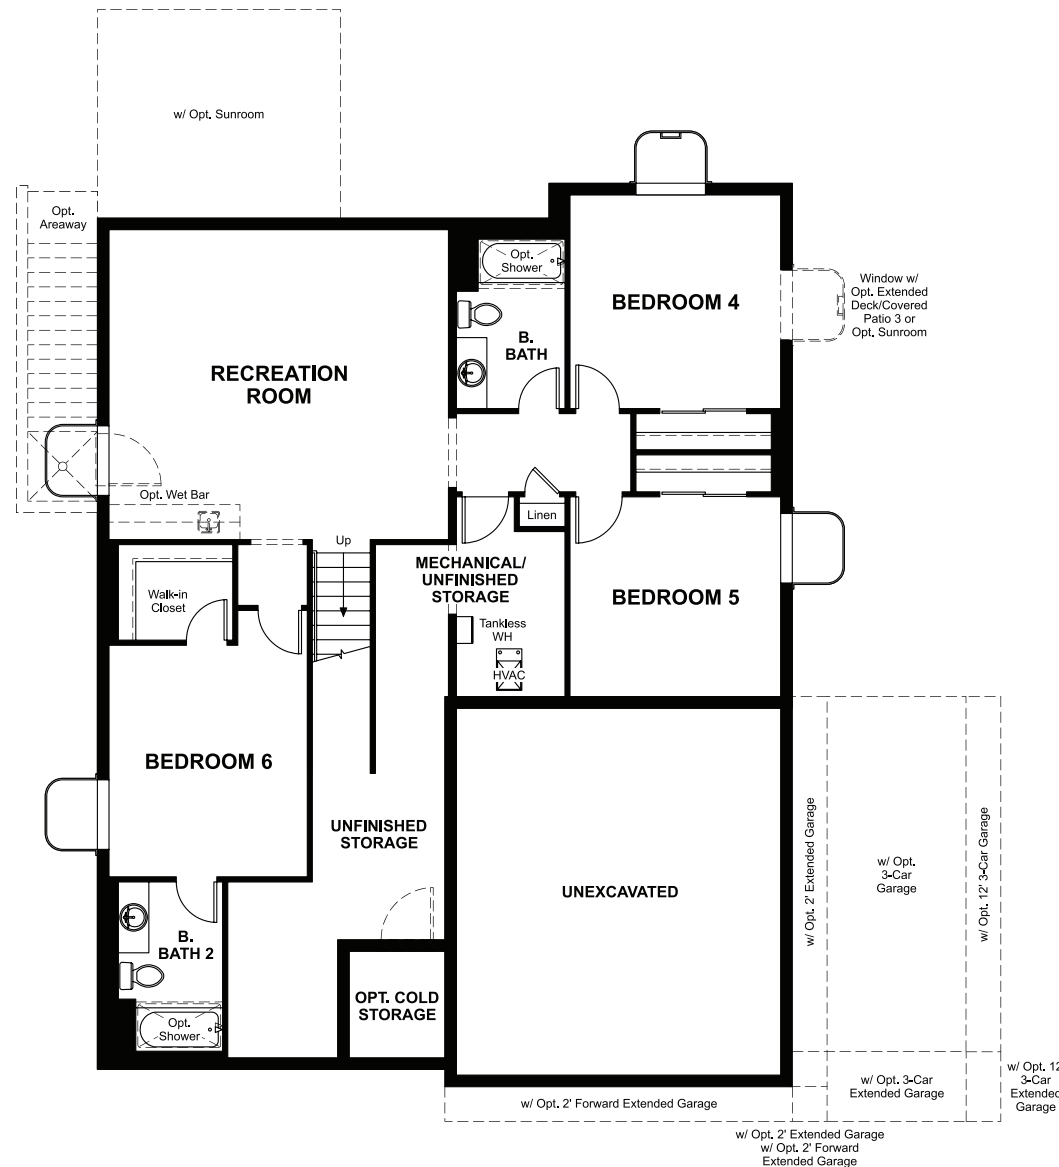 w/ Opt. Sunroom
Opt.
Areaway
Opt.
Shower
BEDROOM 4
Window w/
Opt. Extended
Deck/Covered
Patio 3 or
Opt. Sunroom
B.
BATH
RECREATION
ROOM
Opt. Wet Bar
Linen
Up
MECHANICAL/
UNFINISHED
STORAGE
Walk-in
Closet
BEDROOM 5
Tankless
WH
HVAC
BEDROOM 6
UNFINISHED
STORAGE
UNEXCAVATED
w/ Opt. 2' Extended Garage
w/ Opt.
3-Car
Garage
w/ Opt. 12' 3-Car Garage
B.
BATH 2
OPT. COLD
STORAGE
Opt.
Shower
w/ Opt. 3-Car
Extended Garage
w/ Opt. 12
3-Car
Extended
Garage
w/ Opt. 2' Forward Extended Garage
w/ Opt. 2' Extended Garage
w/ Opt. 2' Forward
Extended Garage